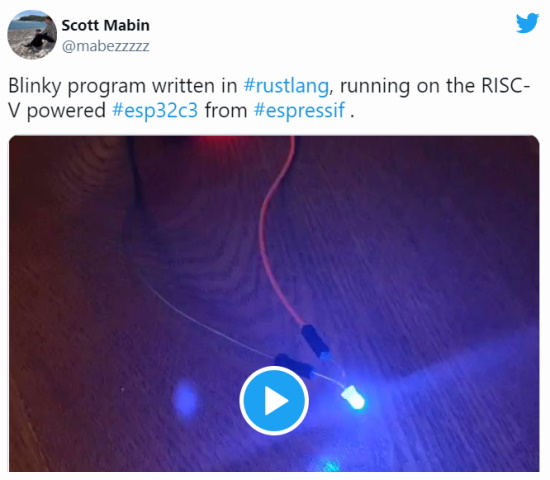 Scott Mabin
@mabezzzzz
Blinky program written in #rustlang, running on the RISC-
V powered #esp32c3 from #espressif .